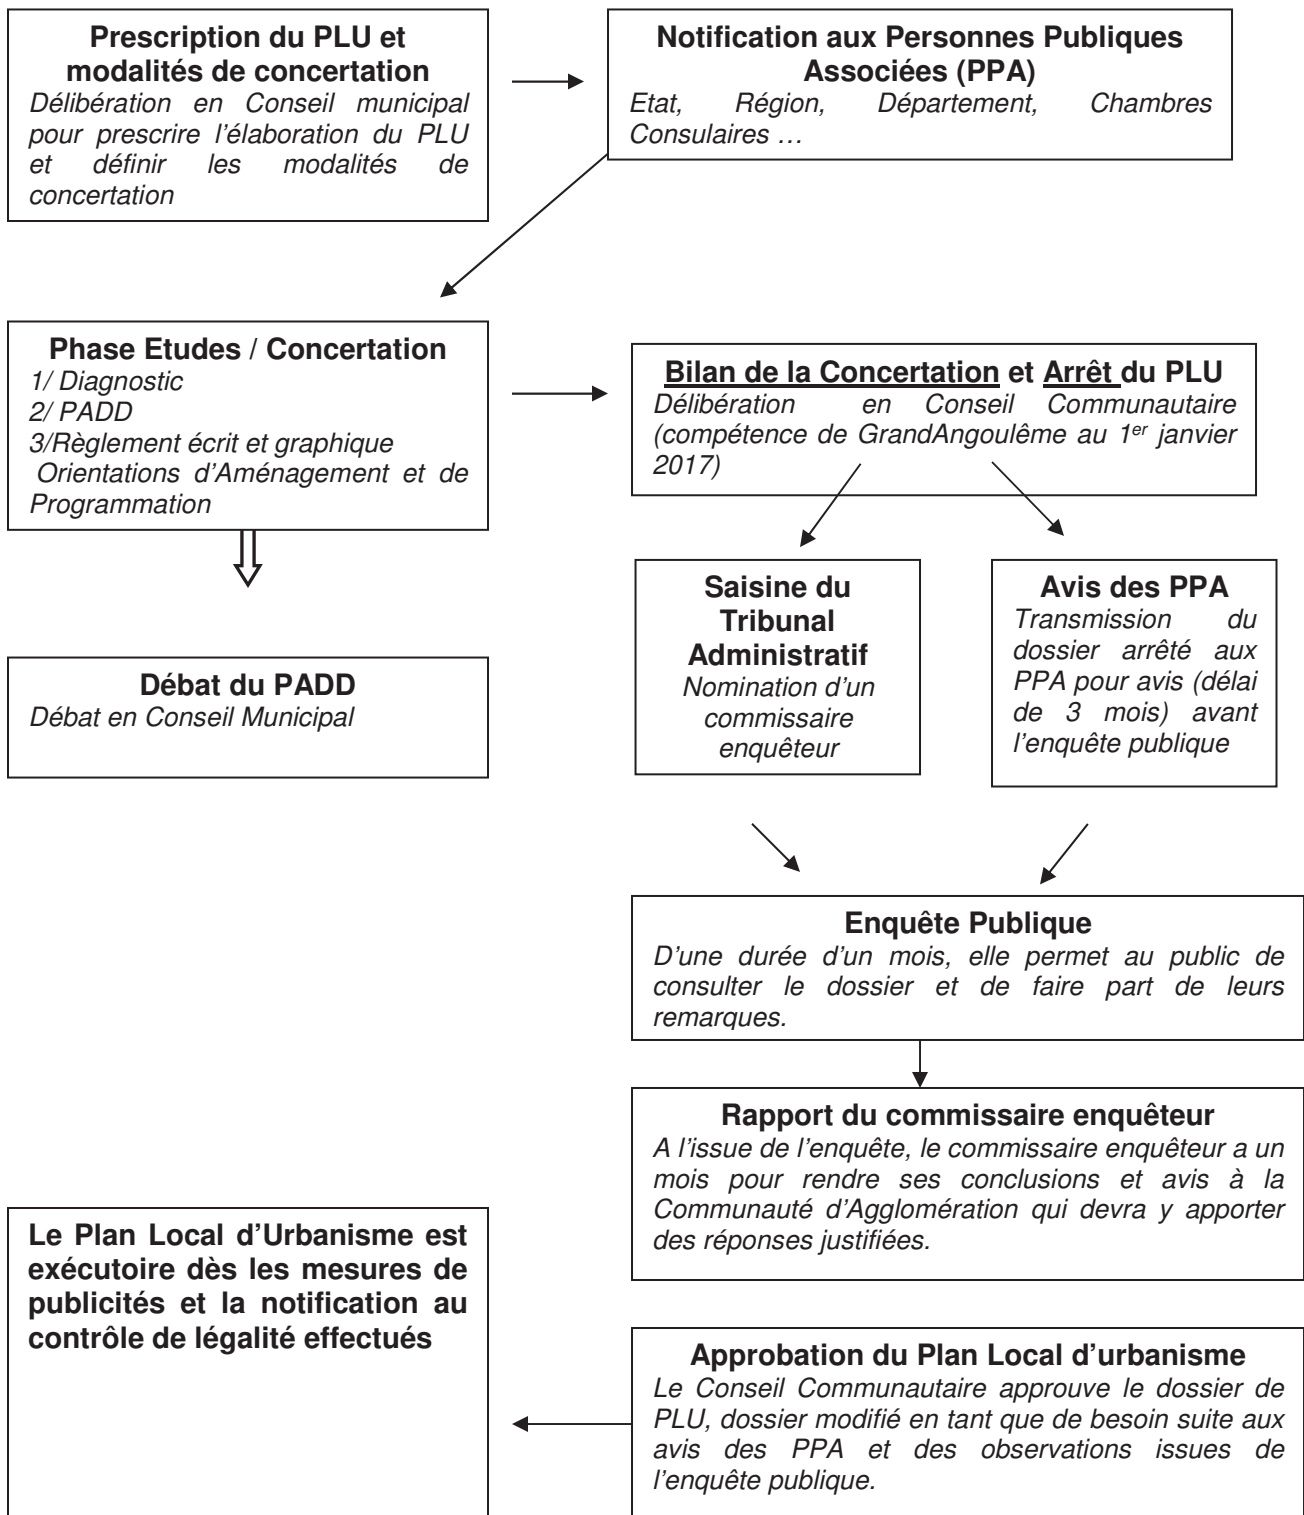 Prescription du PLU et
modalités de concertation
Délibération en Conseil municipal
pour prescrire l'élaboration du PLU
et définir les modalités de
concertation
Notification aux Personnes Publiques
Associées (PPA)
Etat, Région, Département, Chambres
Consulaires …
Phase Etudes / Concertation
1/ Diagnostic
2/ PADD
3/Règlement écrit et graphique
Orientations d'Aménagement et de
Programmation
Bilan de la Concertation et Arrêt du PLU
Délibération en Conseil Communautaire
(compétence de GrandAngoulême au 1er janvier
2017)
Débat du PADD
Débat en Conseil Municipal
Saisine du
Tribunal
Administratif
Nomination d'un
commissaire
enquêteur
Avis des PPA
Transmission du
dossier arrêté aux
PPA pour avis (délai
de 3 mois) avant
l'enquête publique
Enquête Publique
D'une durée d'un mois, elle permet au public de
consulter le dossier et de faire part de leurs
remarques.
Rapport du commissaire enquêteur
A l'issue de l'enquête, le commissaire enquêteur a un
mois pour rendre ses conclusions et avis à la
Communauté d'Agglomération qui devra y apporter
des réponses justifiées.
Le Plan Local d'Urbanisme est
exécutoire dès les mesures de
publicités et la notification au
contrôle de légalité effectués
Approbation du Plan Local d'urbanisme
Le Conseil Communautaire approuve le dossier de
PLU, dossier modifié en tant que de besoin suite aux
avis des PPA et des observations issues de
l'enquête publique.